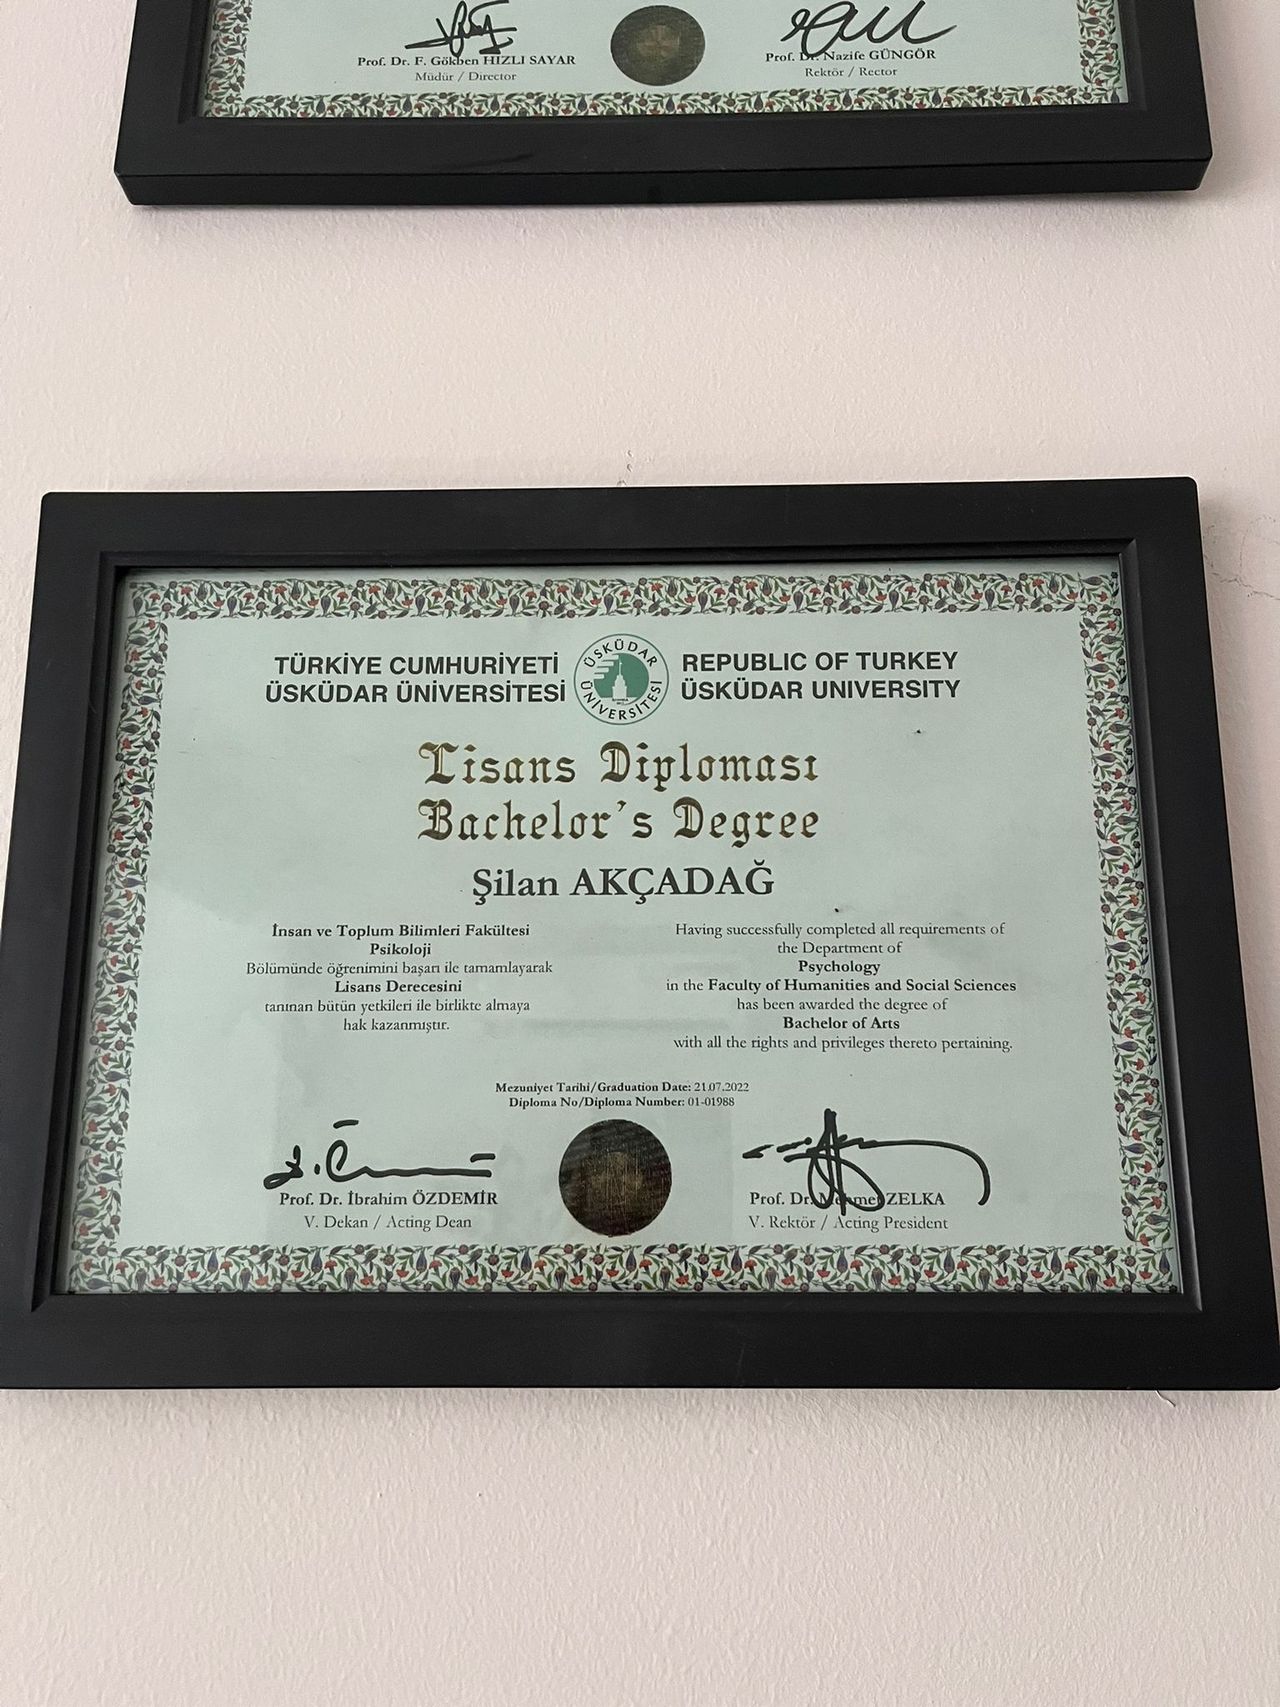 Prof. Dr. F. Gökben HIZLI SAYAR
Müdür / Director
Prof. Dr. Nazife GÜNGÖR
Rektör / Rector
TÜRKİYE CUMHURİYETİ
ÜSKÜDAR ÜNİVERSİTESİ
ÜSKÜDAR ÜNİVERSİTESİ
REPUBLIC OF TURKEY
ÜSKÜDAR UNIVERSITY
Lisans Diploması
Bachelor's Degree
Şilan AKÇADAĞ
İnsan ve Toplum Bilimleri Fakültesi
Psikoloji
Bölümünde öğrenimini başarı ile tamamlayarak
Lisans Derecesini
tanınan bütün yetkileri ile birlikte almaya
hak kazanmıştır.
Having successfully completed all requirements of
the Department of
Psychology
in the Faculty of Humanities and Social Sciences
has been awarded the degree of
Bachelor of Arts
with all the rights and privileges thereto pertaining.
Mezuniyet Tarihi/Graduation Date: 21.07.2022
Diploma No/Diploma Number: 01-01988
Prof. Dr. İbrahim ÖZDEMİR
V. Dekan / Acting Dean
Prof. Dr. Mehmet ZELKA
V. Rektör / Acting President